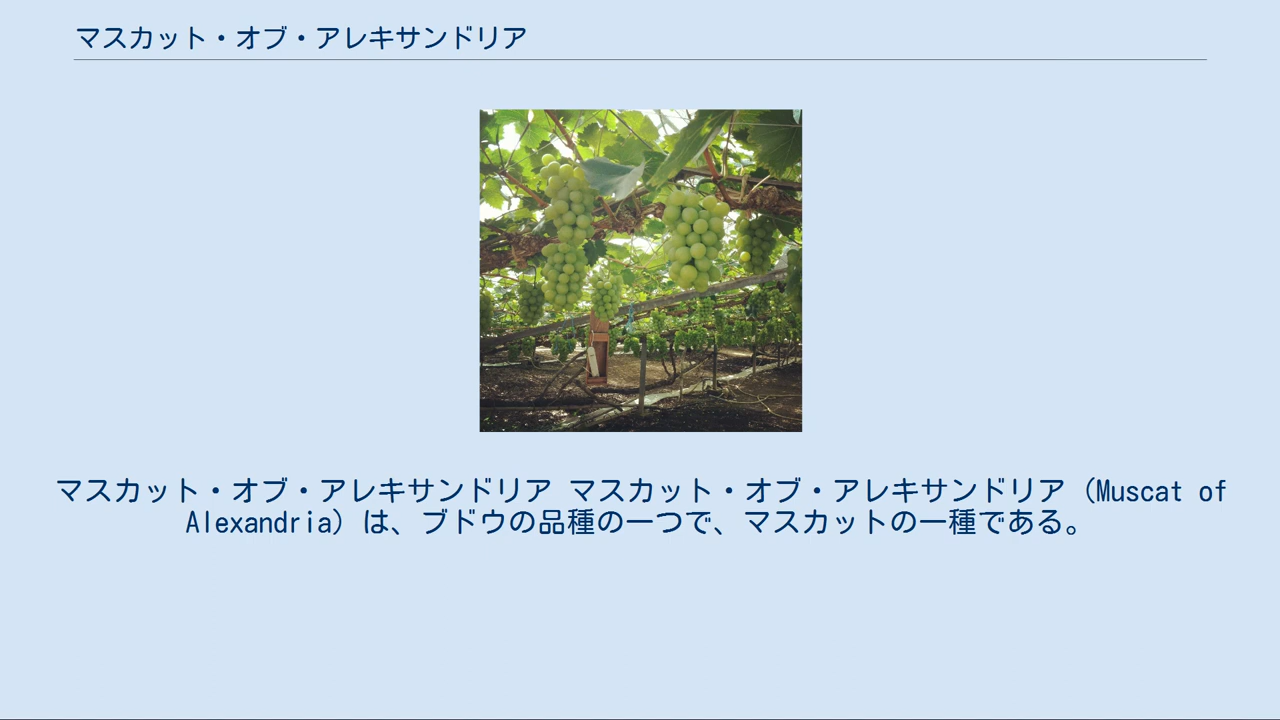 マスカット・オブ・アレキサンドリア
マスカット・オブ・アレキサンドリア マスカット・オブ・アレキサンドリア (Muscat of
Alexandria) は、ブドウの品種の一つで、マスカットの一種である。